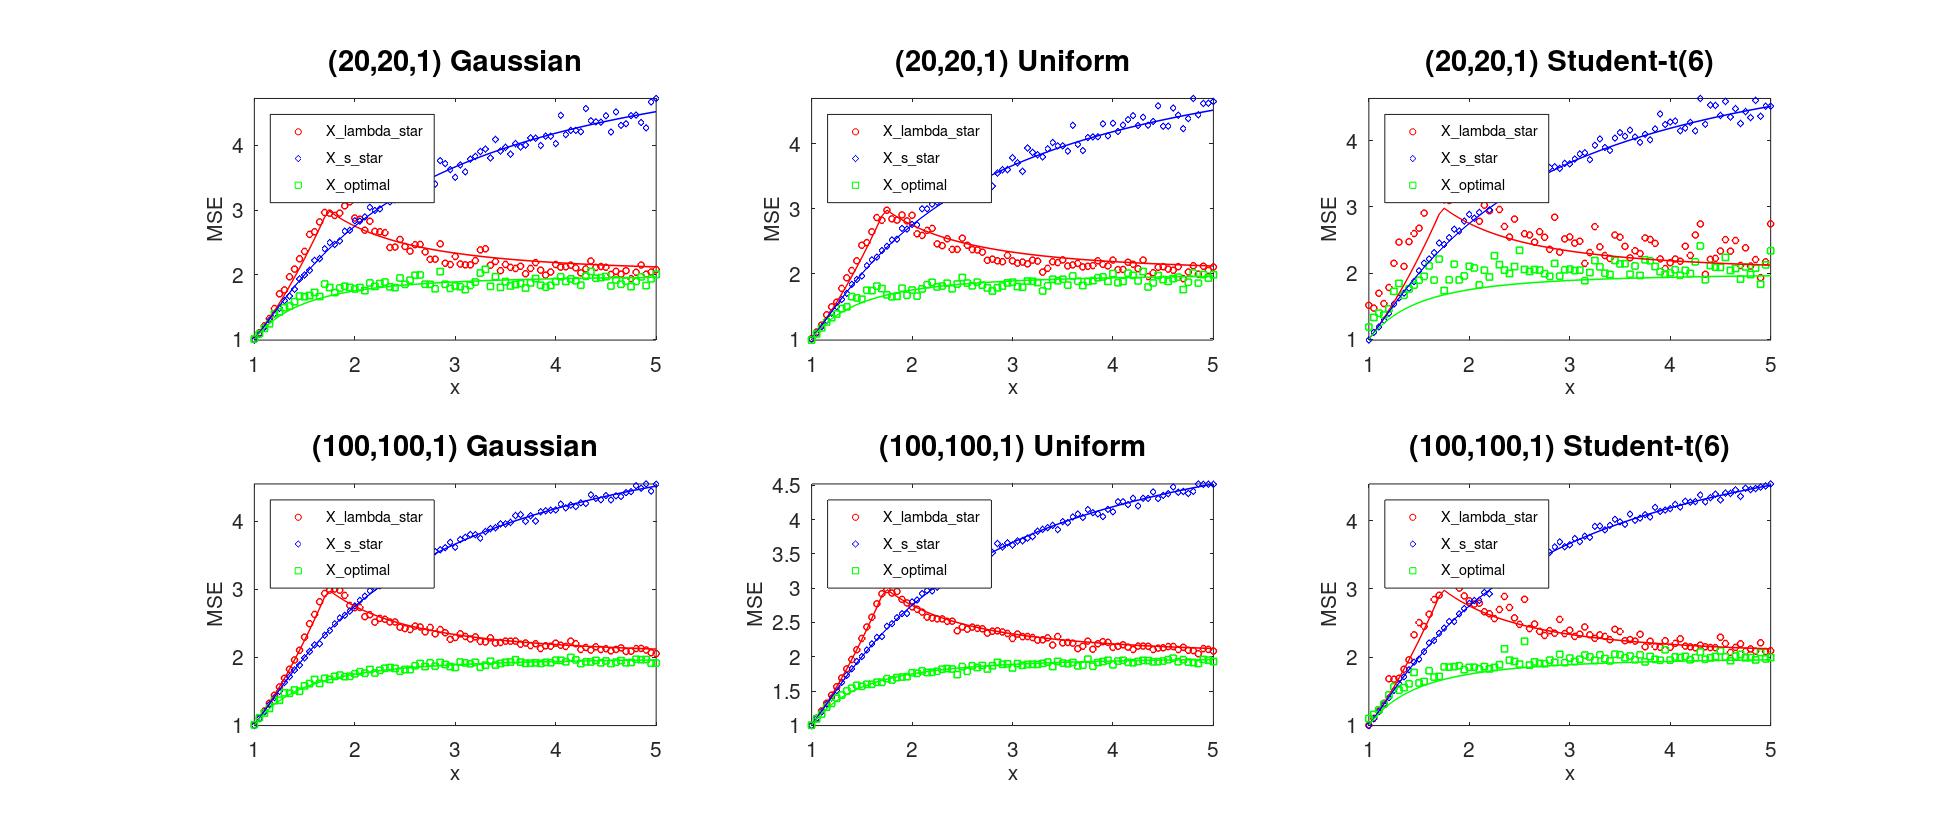 (20,20,1) Gaussian
MSE
4
3
2
1
X_lambda_star
X_s_star
X_optimal
1 2 3 4 5
x
(20,20,1) Uniform
MSE
4
3
2
1
X_lambda_star
X_s_star
X_optimal
1 2 3 4 5
x
(20,20,1) Student-t(6)
MSE
4
3
2
1
X_lambda_star
X_s_star
X_optimal
1 2 3 4 5
x
(100,100,1) Gaussian
MSE
4
3
2
1
X_lambda_star
X_s_star
X_optimal
1 2 3 4 5
x
(100,100,1) Uniform
MSE
4.5
4
3.5
3
2.5
2
1.5
1
X_lambda_star
X_s_star
X_optimal
1 2 3 4 5
x
(100,100,1) Student-t(6)
MSE
4
3
2
1
X_lambda_star
X_s_star
X_optimal
1 2 3 4 5
x